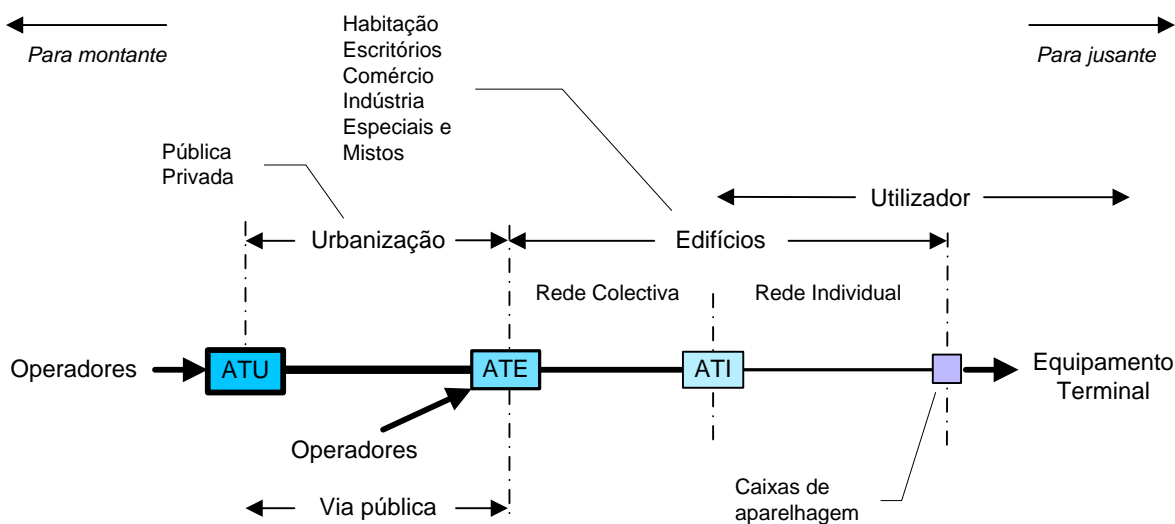 Para montante
Habitação
Escritórios
Comércio
Indústria
Especiais e
Mistos
Para jusante
Pública
Privada
Utilizador
Urbanização
Edifícios
Rede Colectiva
Rede Individual
Operadores
ATU
ATE
ATI
Equipamento
Terminal
Operadores
Via pública
Caixas de
aparelhagem